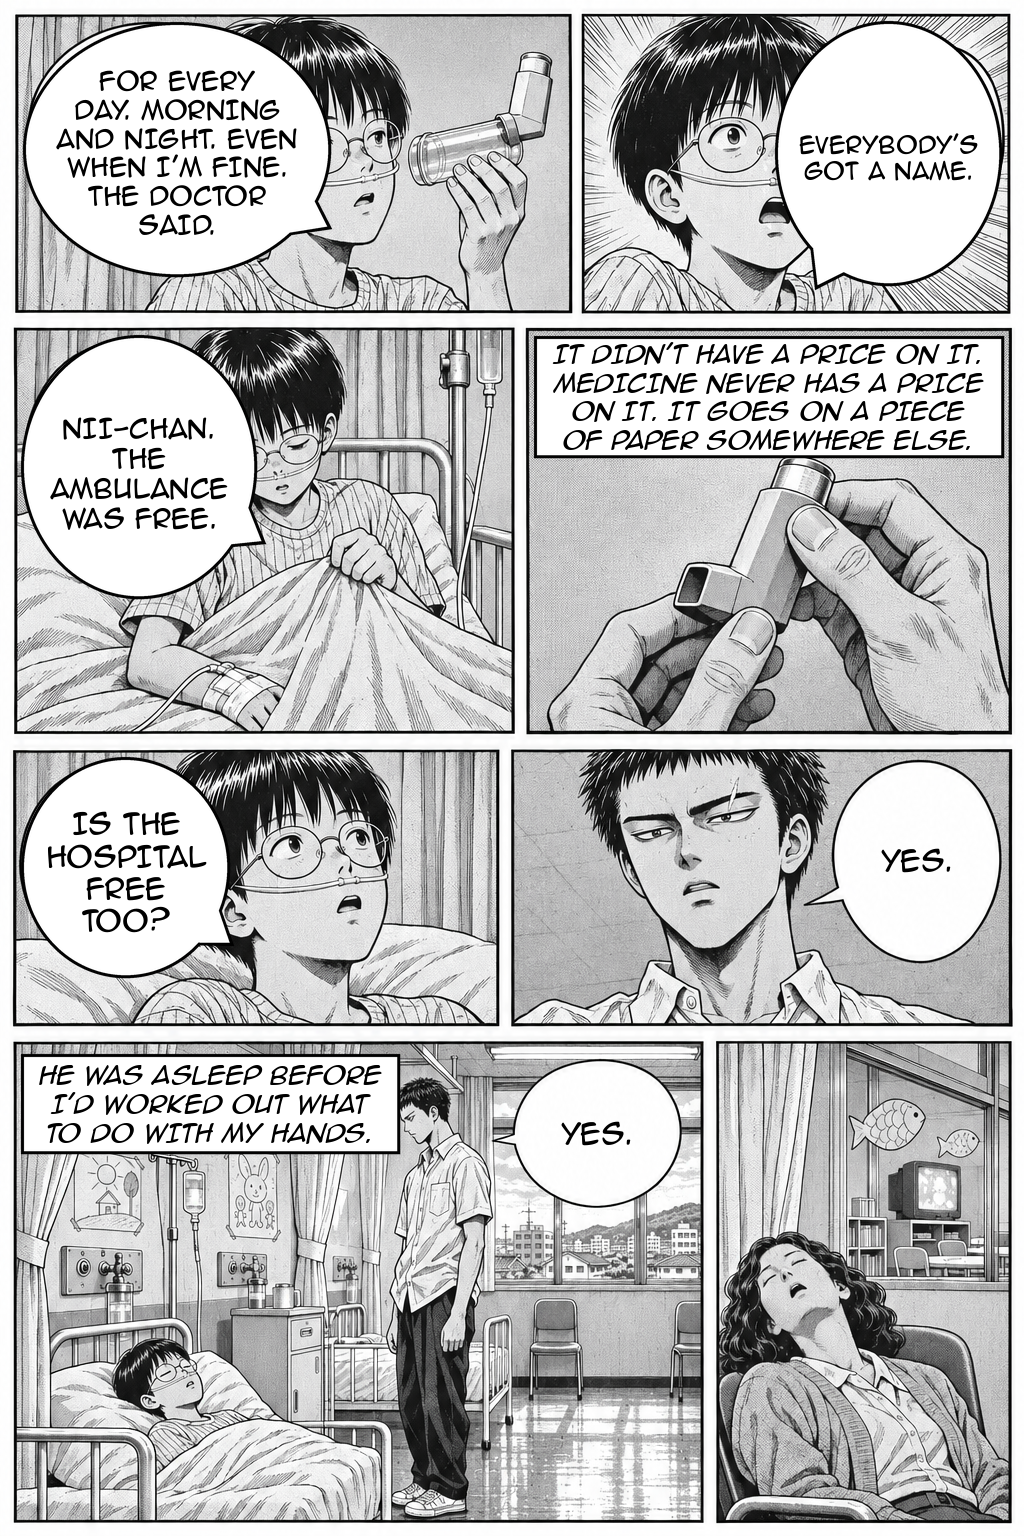 FOR EVERY
DAY. MORNING
AND NIGHT. EVEN
WHEN I'M FINE.
THE DOCTOR
SAID.
EVERYBODY'S
GOT A NAME.
NII-CHAN.
THE
AMBULANCE
WAS FREE.
IT DIDN'T HAVE A PRICE ON IT.
MEDICINE NEVER HAS A PRICE
ON IT. IT GOES ON A PIECE
OF PAPER SOMEWHERE ELSE.
IS THE
HOSPITAL
FREE
TOO?
YES.
HE WAS ASLEEP BEFORE
I'D WORKED OUT WHAT
TO DO WITH MY HANDS.
YES.